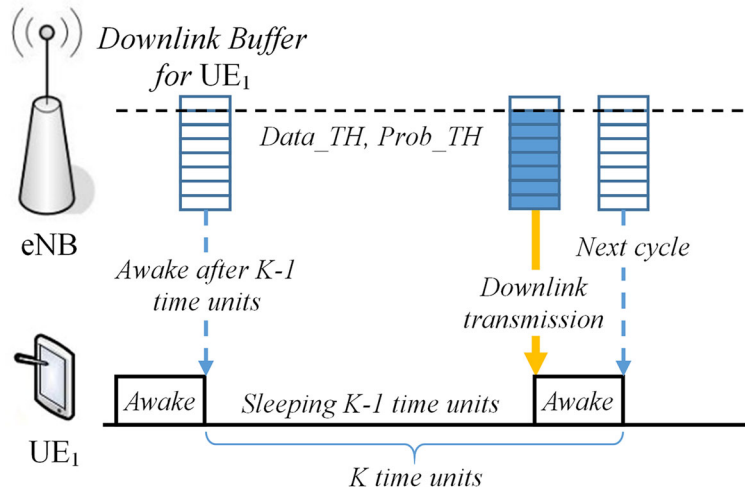 Downlink Buffer
for UE₁
Data_TH, Prob_TH
eNB
Awake after K-1
time units
Next cycle
Downlink
transmission
Awake
Sleeping K-1 time units
Awake
UE₁
K time units